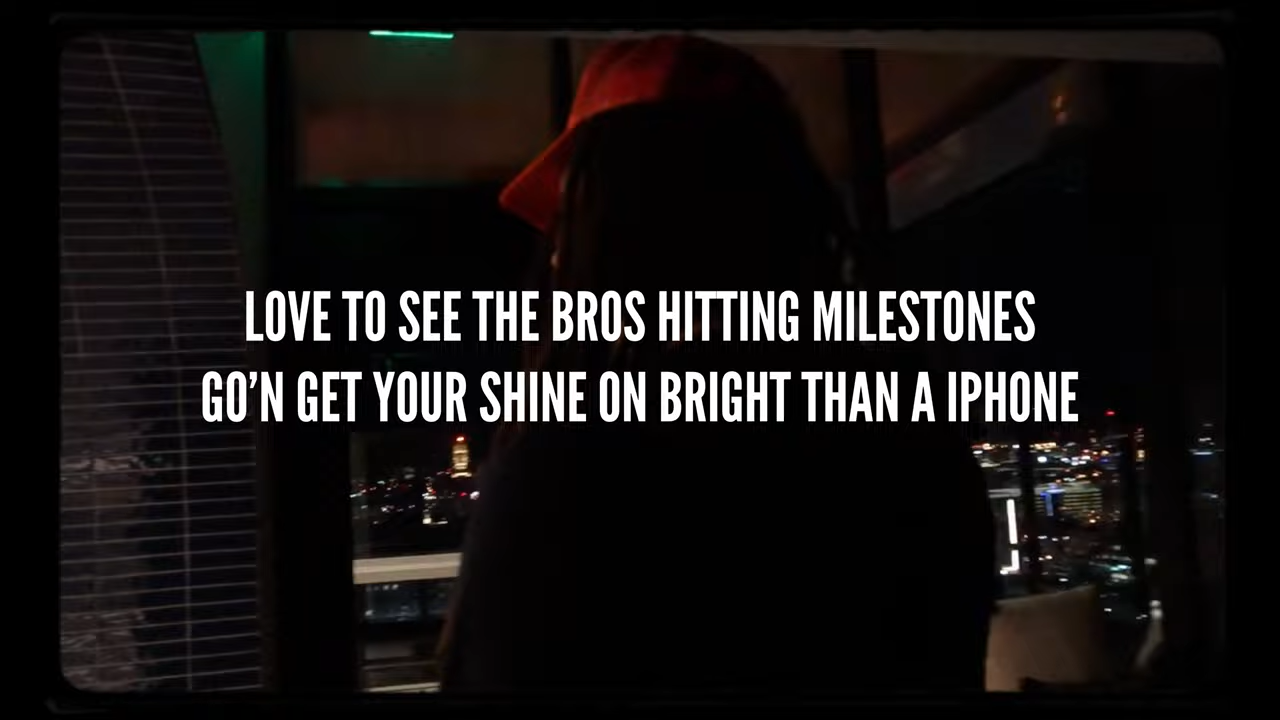 LOVE TO SEE THE BROS HITTING MILESTONES
GO’N GET YOUR SHINE ON BRIGHT THAN A IPHONE